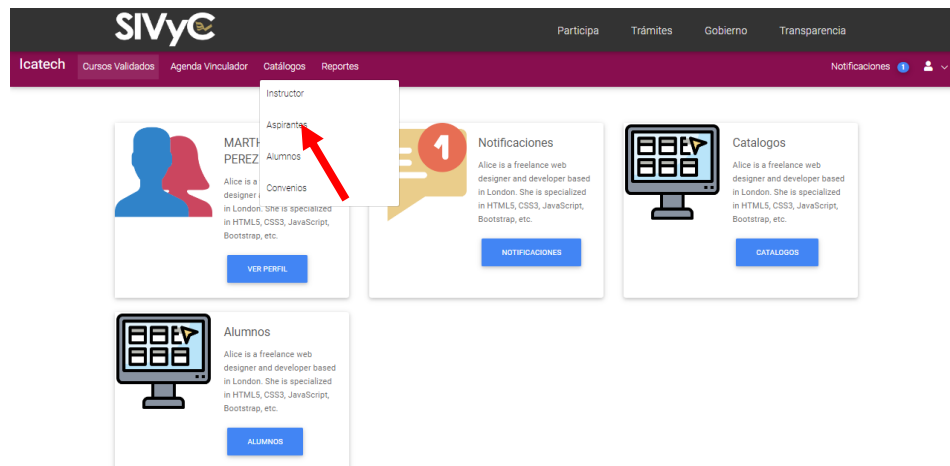 SIVyC
Participa Trámites Gobierno Transparencia
Icatech Cursos Validados Agenda Vinculador Catálogos Reportes Notificaciones 1
Instructor
Aspirantes
Alumnos
Convenios
PEREZ
Alice is a
designer
in London. She is specialized
in HTML5, CSS3, JavaScript,
Bootstrap, etc.
VER PERFIL
1
Notificaciones
Alice is a freelance web
designer and developer based
in London. She is specialized
in HTML5, CSS3, JavaScript,
Bootstrap, etc.
NOTIFICACIONES
Catalogos
Alice is a freelance web
designer and developer based
in London. She is specialized
in HTML5, CSS3, JavaScript,
Bootstrap, etc.
CATALOGOS
Alumnos
Alice is a freelance web
designer and developer based
in London. She is specialized
in HTML5, CSS3, JavaScript,
Bootstrap, etc.
ALUMNOS